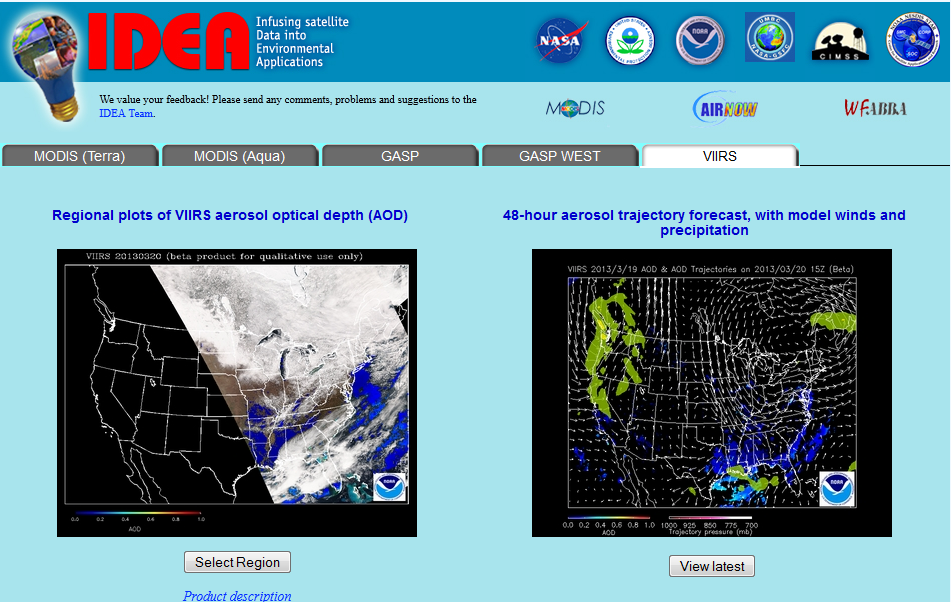 IDEA
Infusing satellite
Data into
Environmental
Applications
NASA
NOAA
UMBC
NASA-GSFC
CIMSS
We value your feedback! Please send any comments, problems and suggestions to the
IDEA Team.
MODIS
AIRNOW
WFABBA
MODIS (Terra)
MODIS (Aqua)
GASP
GASP WEST
VIIRS
Regional plots of VIIRS aerosol optical depth (AOD)
48-hour aerosol trajectory forecast, with model winds and
precipitation
VIIRS 20130320 (beta product for qualitative use only)
NOAA
0.0 0.2 0.4 0.6 0.8 1.0
AOD
VIIRS 2013/3/19 AOD & AOD Trajectories on 2013/03/20 15Z (Beta)
NOAA
0.0 0.2 0.4 0.6 0.8 1.0
AOD
1000 925 850 775 700
Trajectory pressure (mb)
Select Region
View latest
Product description